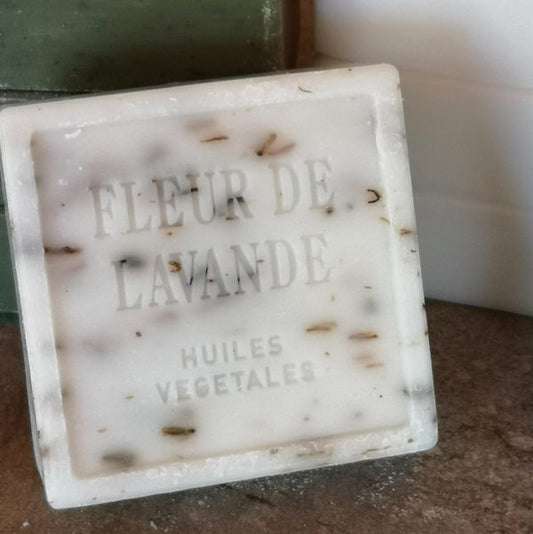 FLEUR DE
LAVANDE
HUILES
VEGETALES